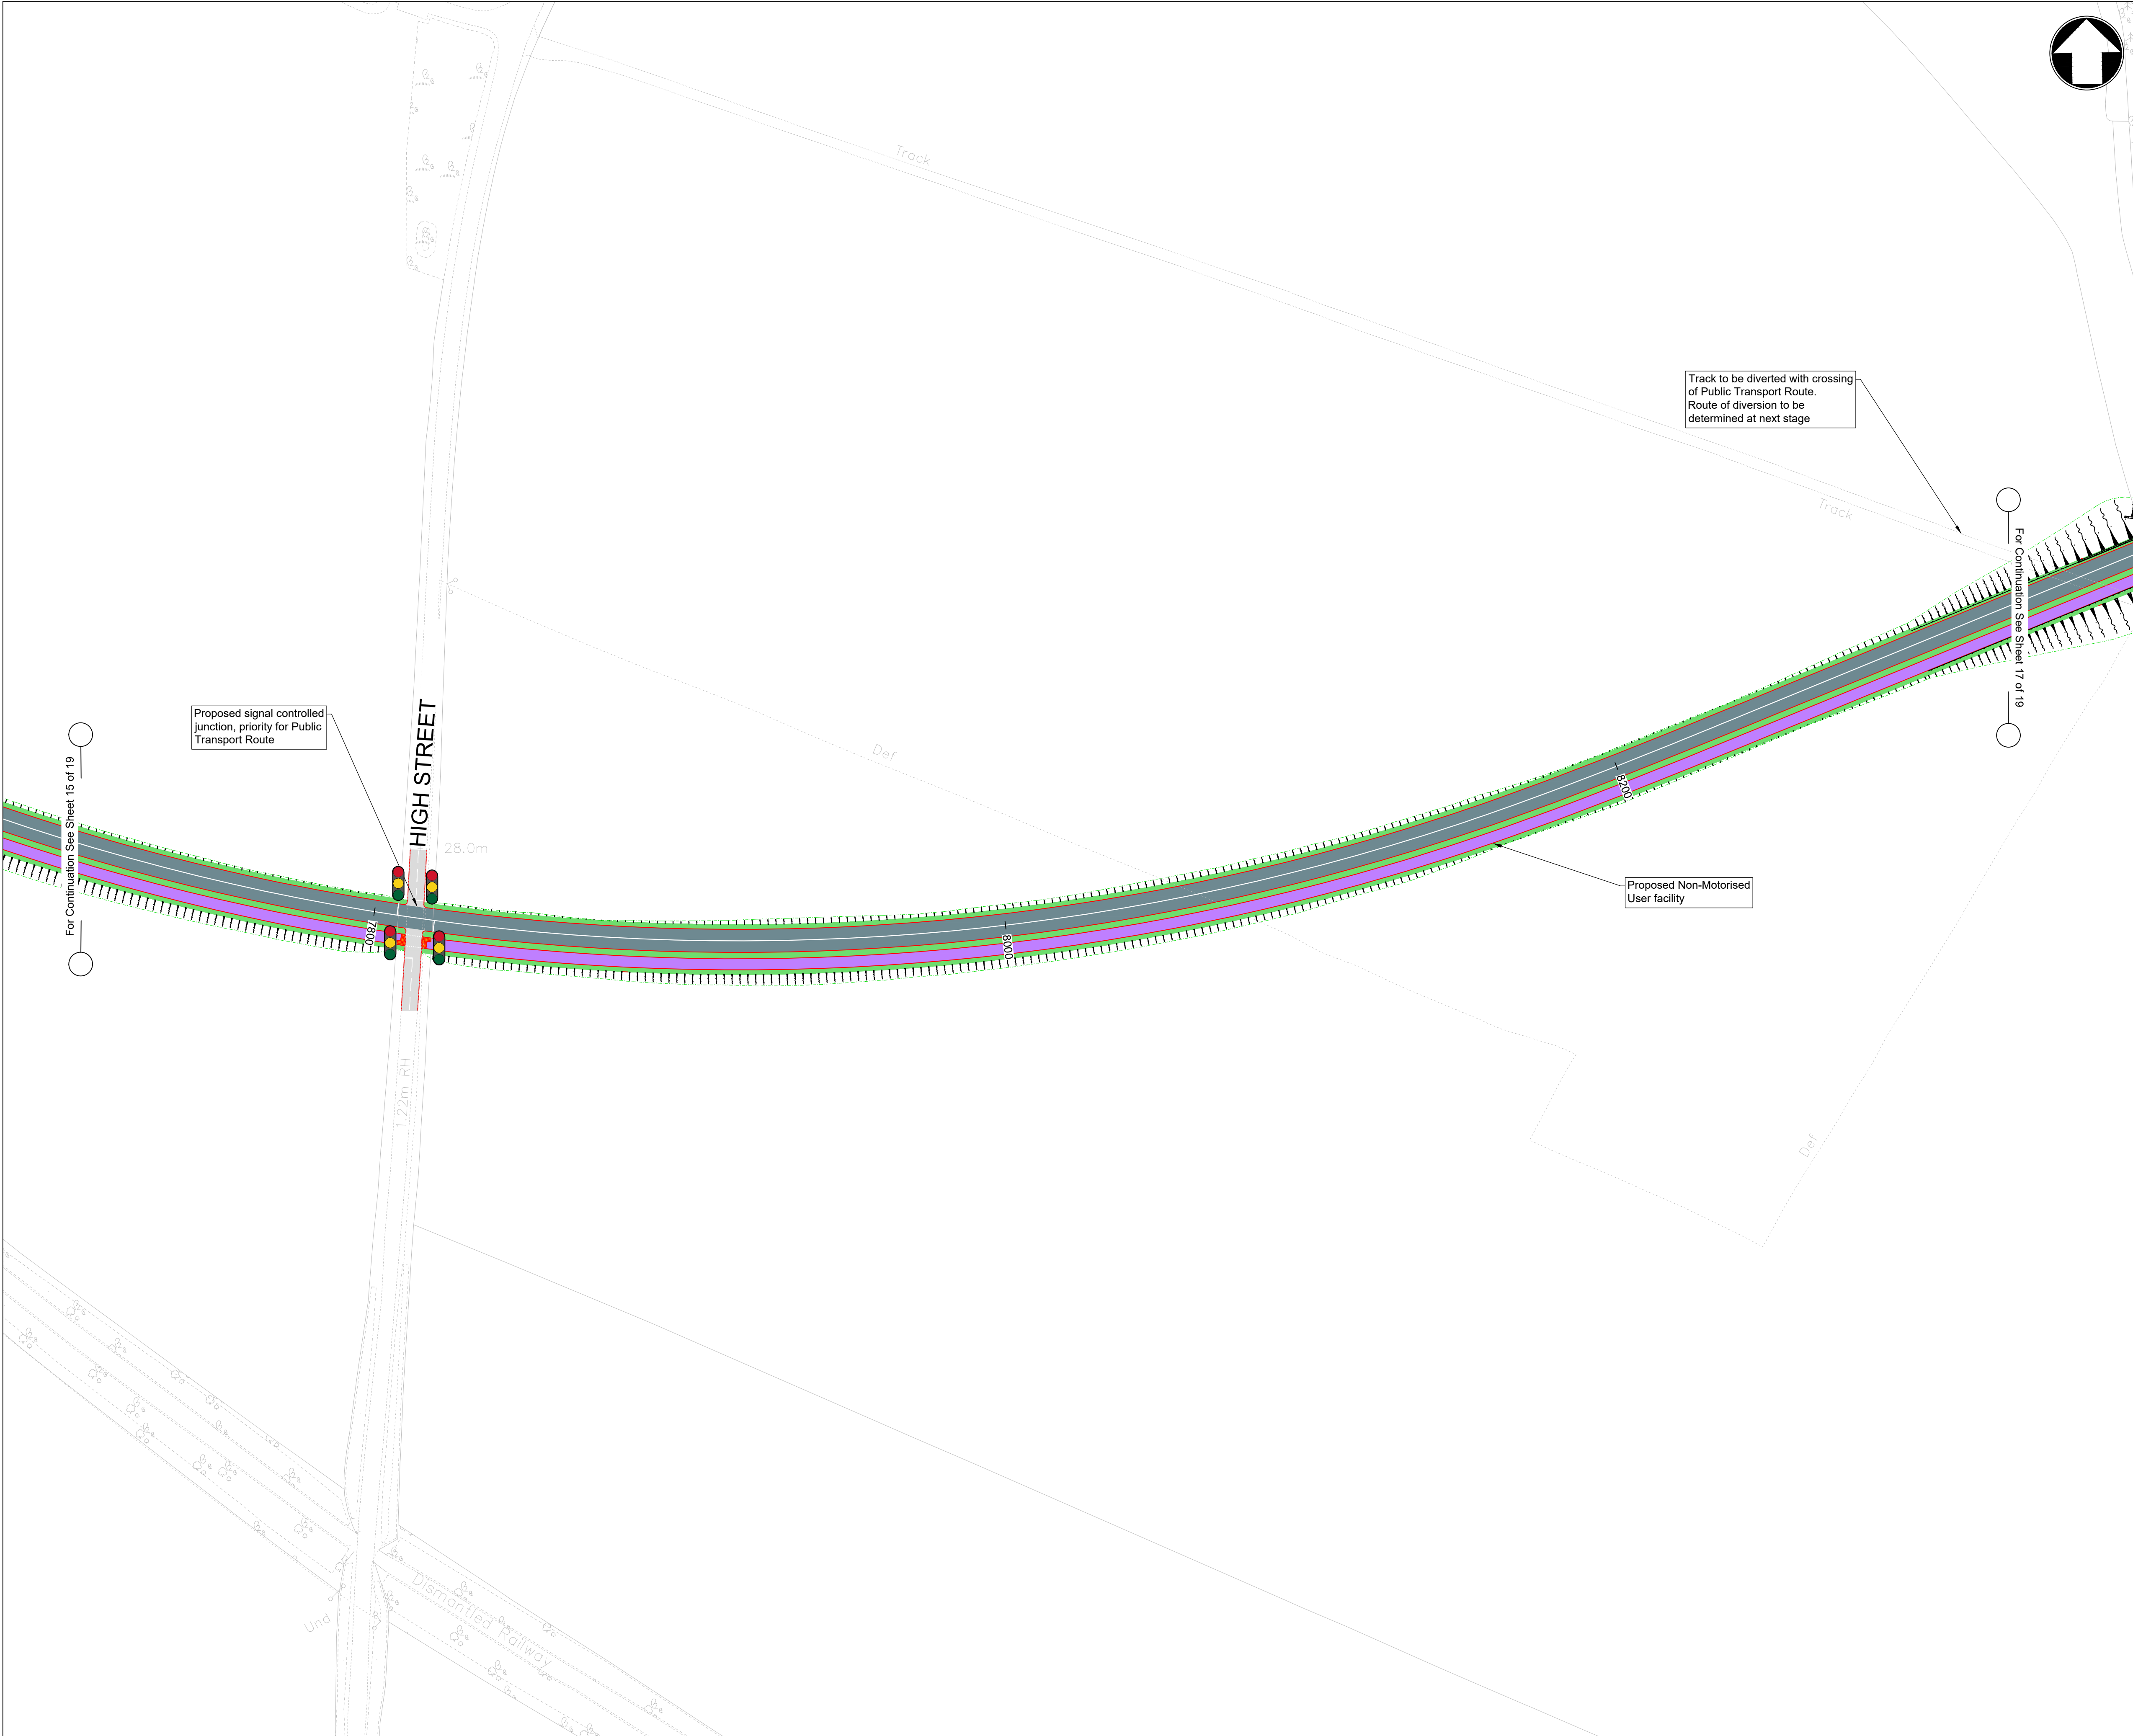 Track
Track to be diverted with crossing
of Public Transport Route.
Route of diversion to be
determined at next stage
Track
For Continuation See Sheet 17 of 19
Proposed signal controlled
junction, priority for Public
Transport Route
HIGH STREET
Def
For Continuation See Sheet 15 of 19
28.0m
8200
Proposed Non-Motorised
User facility
7800
8000
1.22m RH
Def
Dismantled Railway
Und